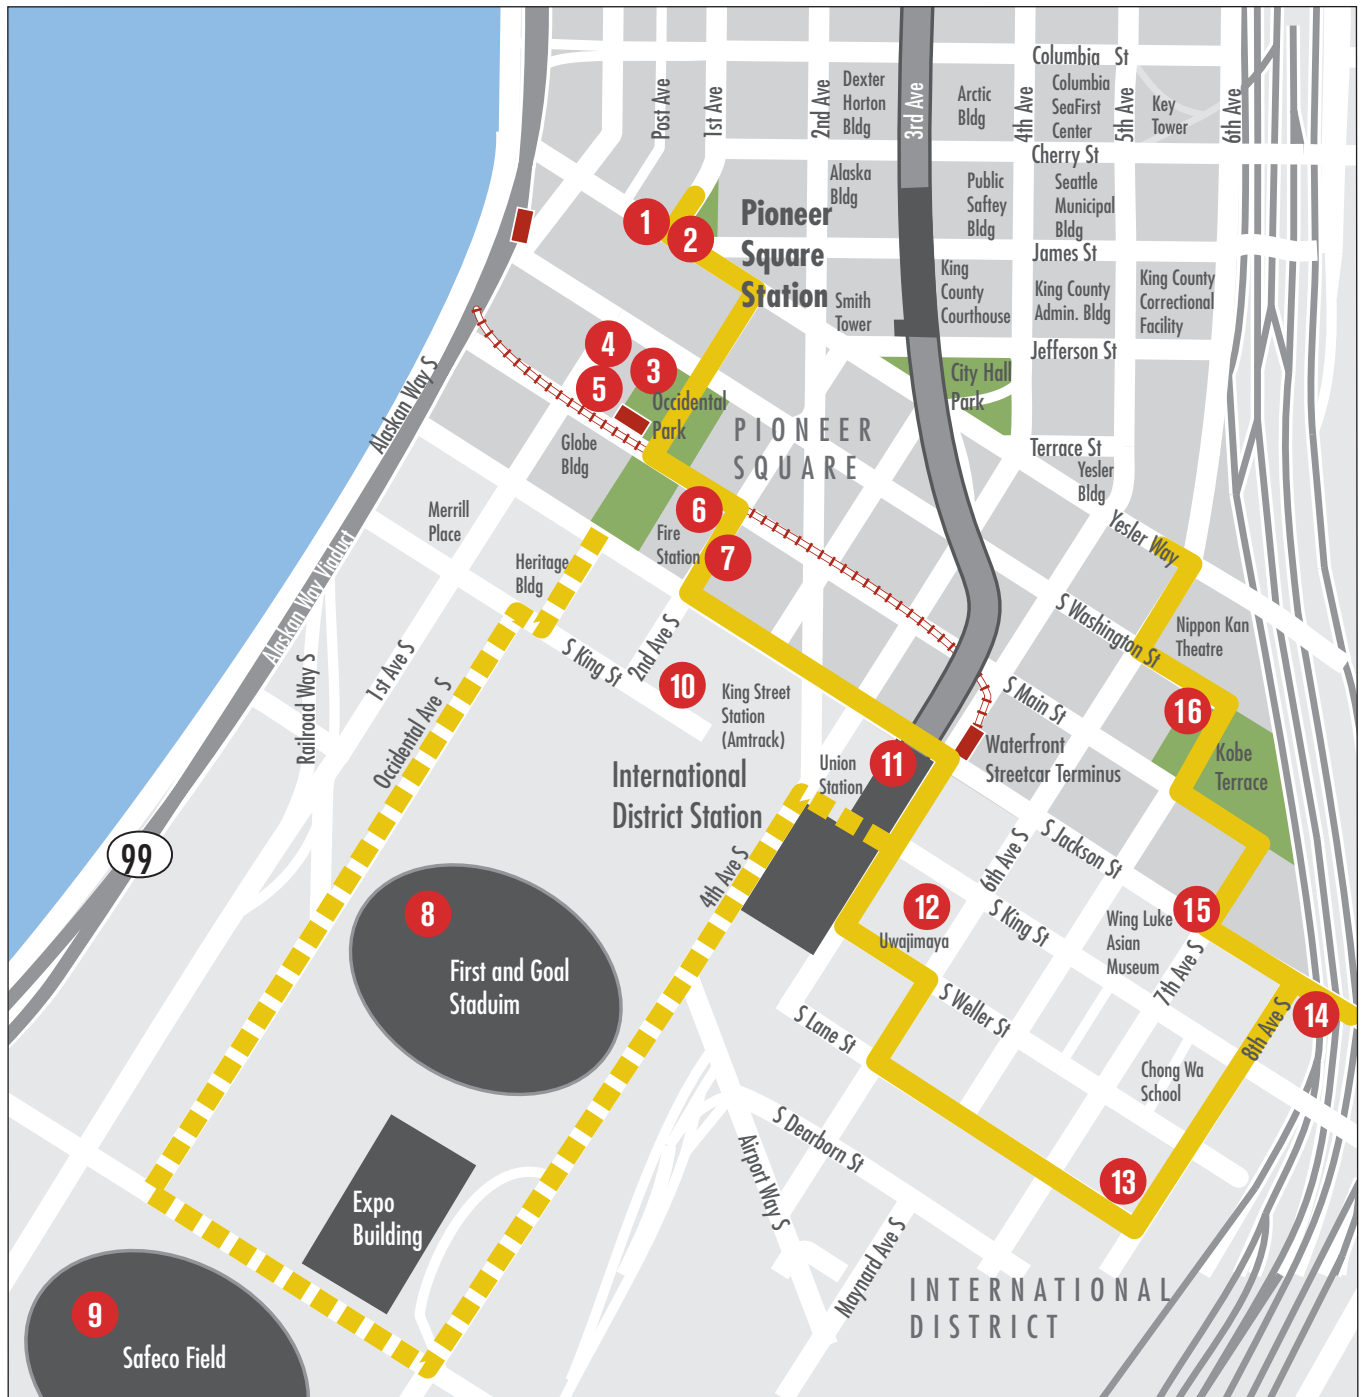 Columbia St
Post Ave
1st Ave
2nd Ave
Dexter
Horton
Bldg
3rd Ave
Arctic
Bldg
4th Ave
Columbia
SeaFirst
Center
5th Ave
Key
Tower
6th Ave
Cherry St
Alaska
Bldg
Public
Saftey
Bldg
Seattle
Municipal
Bldg
1
2
Pioneer
Square
Station
James St
Smith
Tower
King
County
Courthouse
King County
Admin. Bldg
King County
Correctional
Facility
Jefferson St
4
3
5
Occidental
Park
City Hall
Park
Alaskan Way S
PIONEER
SQUARE
Globe
Bldg
Terrace St
Yesler
Bldg
Merrill
Place
6
Fire
Station
7
Yesler Way
Heritage
Bldg
Alaskan Way Viaduct
S Washington St
Nippon Kan
Theatre
Railroad Way S
1st Ave S
S King St
2nd Ave S
10
King Street
Station
(Amtrack)
S Main St
16
Occidental Ave S
Kobe
Terrace
11
Union
Station
Waterfront
Streetcar Terminus
International
District Station
99
4th Ave S
6th Ave S
S Jackson St
8
12
Uwajimaya
S King St
15
Wing Luke
Asian
Museum
7th Ave S
First and Goal
Staduim
S Weller St
S Lane St
8th Ave S
14
Chong Wa
School
S Dearborn St
Airport Way S
13
Expo
Building
Maynard Ave S
INTERNATIONAL
DISTRICT
9
Safeco Field